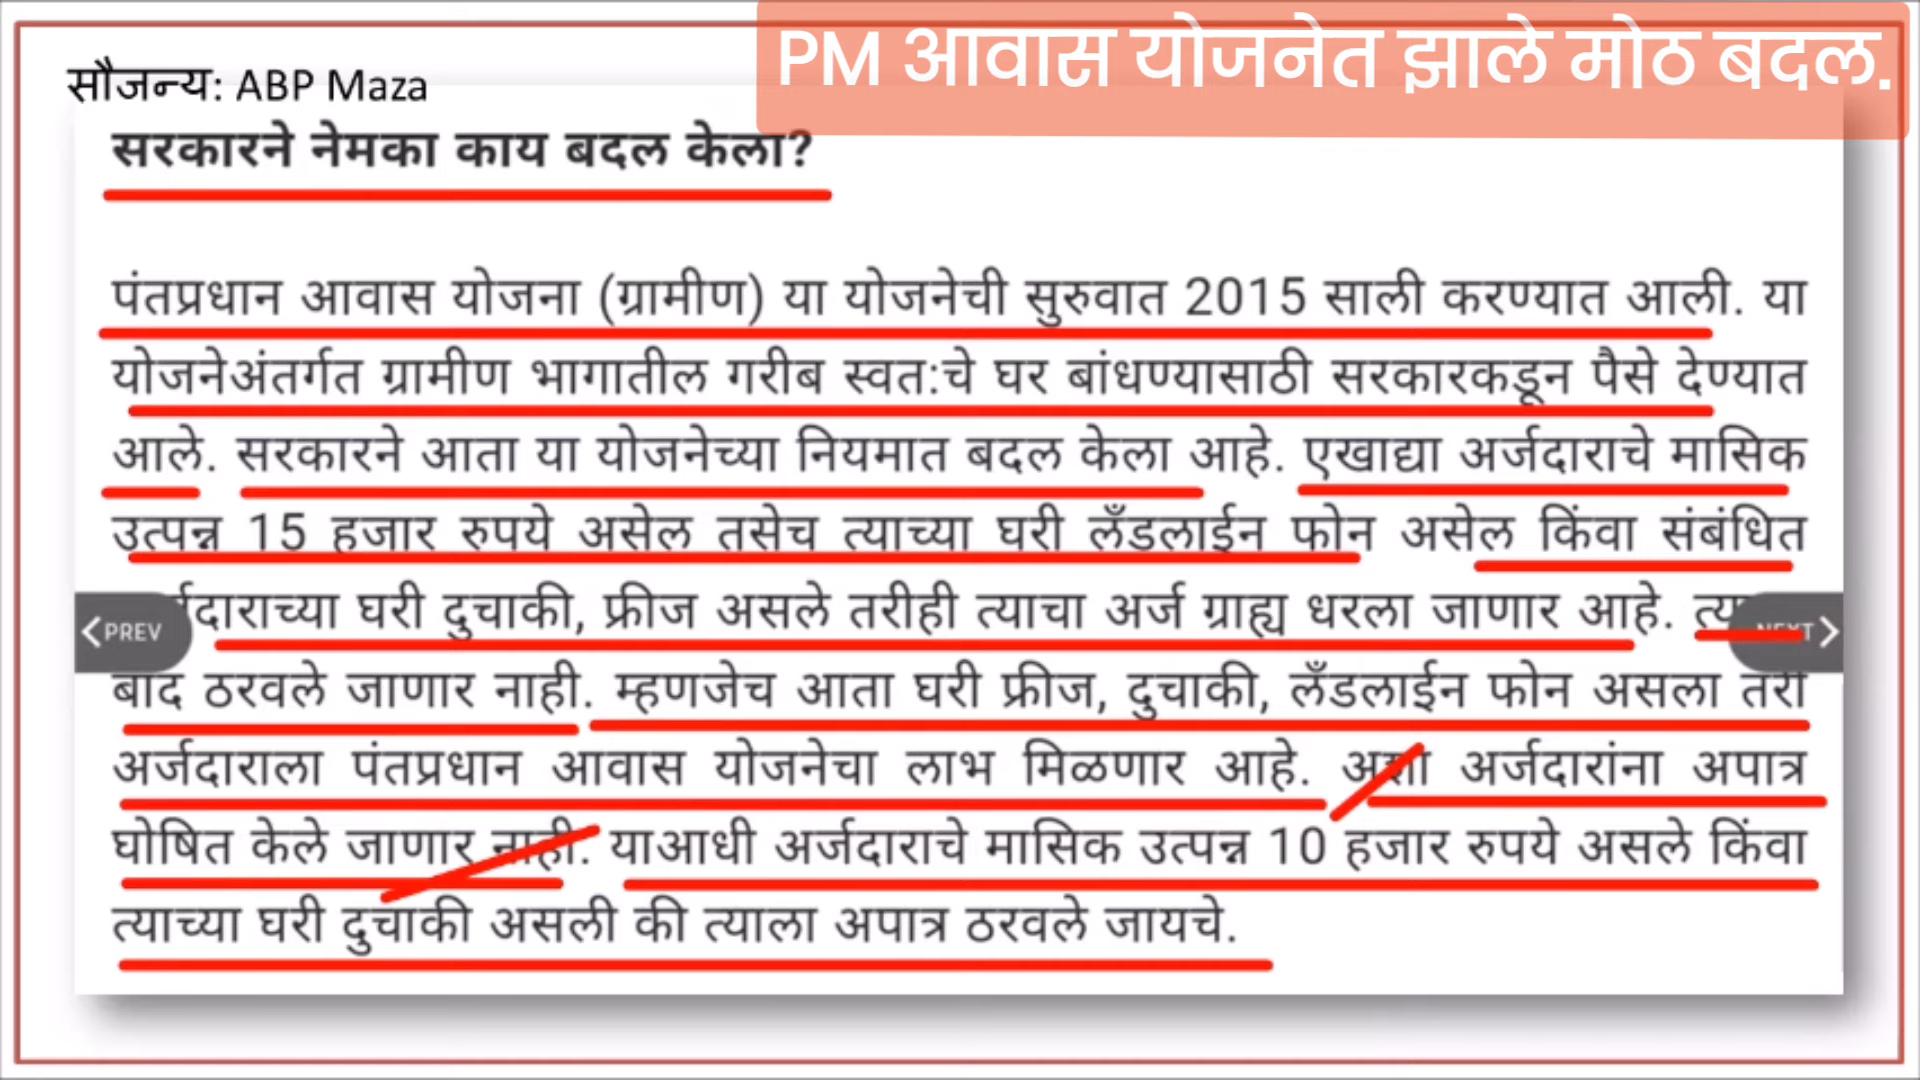 PM आवास योजनेत झाले मोठ बदल.
सौजन्य: ABP Maza
सरकारने नेमका काय बदल केला?
पंतप्रधान आवास योजना (ग्रामीण) या योजनेची सुरुवात 2015 साली करण्यात आली. या
योजनेअंतर्गत ग्रामीण भागातील गरीब स्वत:चे घर बांधण्यासाठी सरकारकडून पैसे देण्यात
आले. सरकारने आता या योजनेच्या नियमात बदल केला आहे. एखाद्या अर्जदाराचे मासिक
उत्पन्न 15 हजार रुपये असेल तसेच त्याच्या घरी लँडलाईन फोन असेल किंवा संबंधित
घरी दुचाकी, फ्रीज असले तरीही त्याचा अर्ज ग्राह्य धरला जाणार आहे.
PREV
NEXT
बाद ठरवले जाणार नाही. म्हणजेच आता घरी फ्रीज, दुचाकी, लँडलाईन फोन असला तरी
अर्जदाराला पंतप्रधान आवास योजनेचा लाभ मिळणार आहे. अशा अर्जदारांना अपात्र
घोषित केले जाणार नाही. याआधी अर्जदाराचे मासिक उत्पन्न 10 हजार रुपये असले किंवा
त्याच्या घरी दुचाकी असली की त्याला अपात्र ठरवले जायचे.